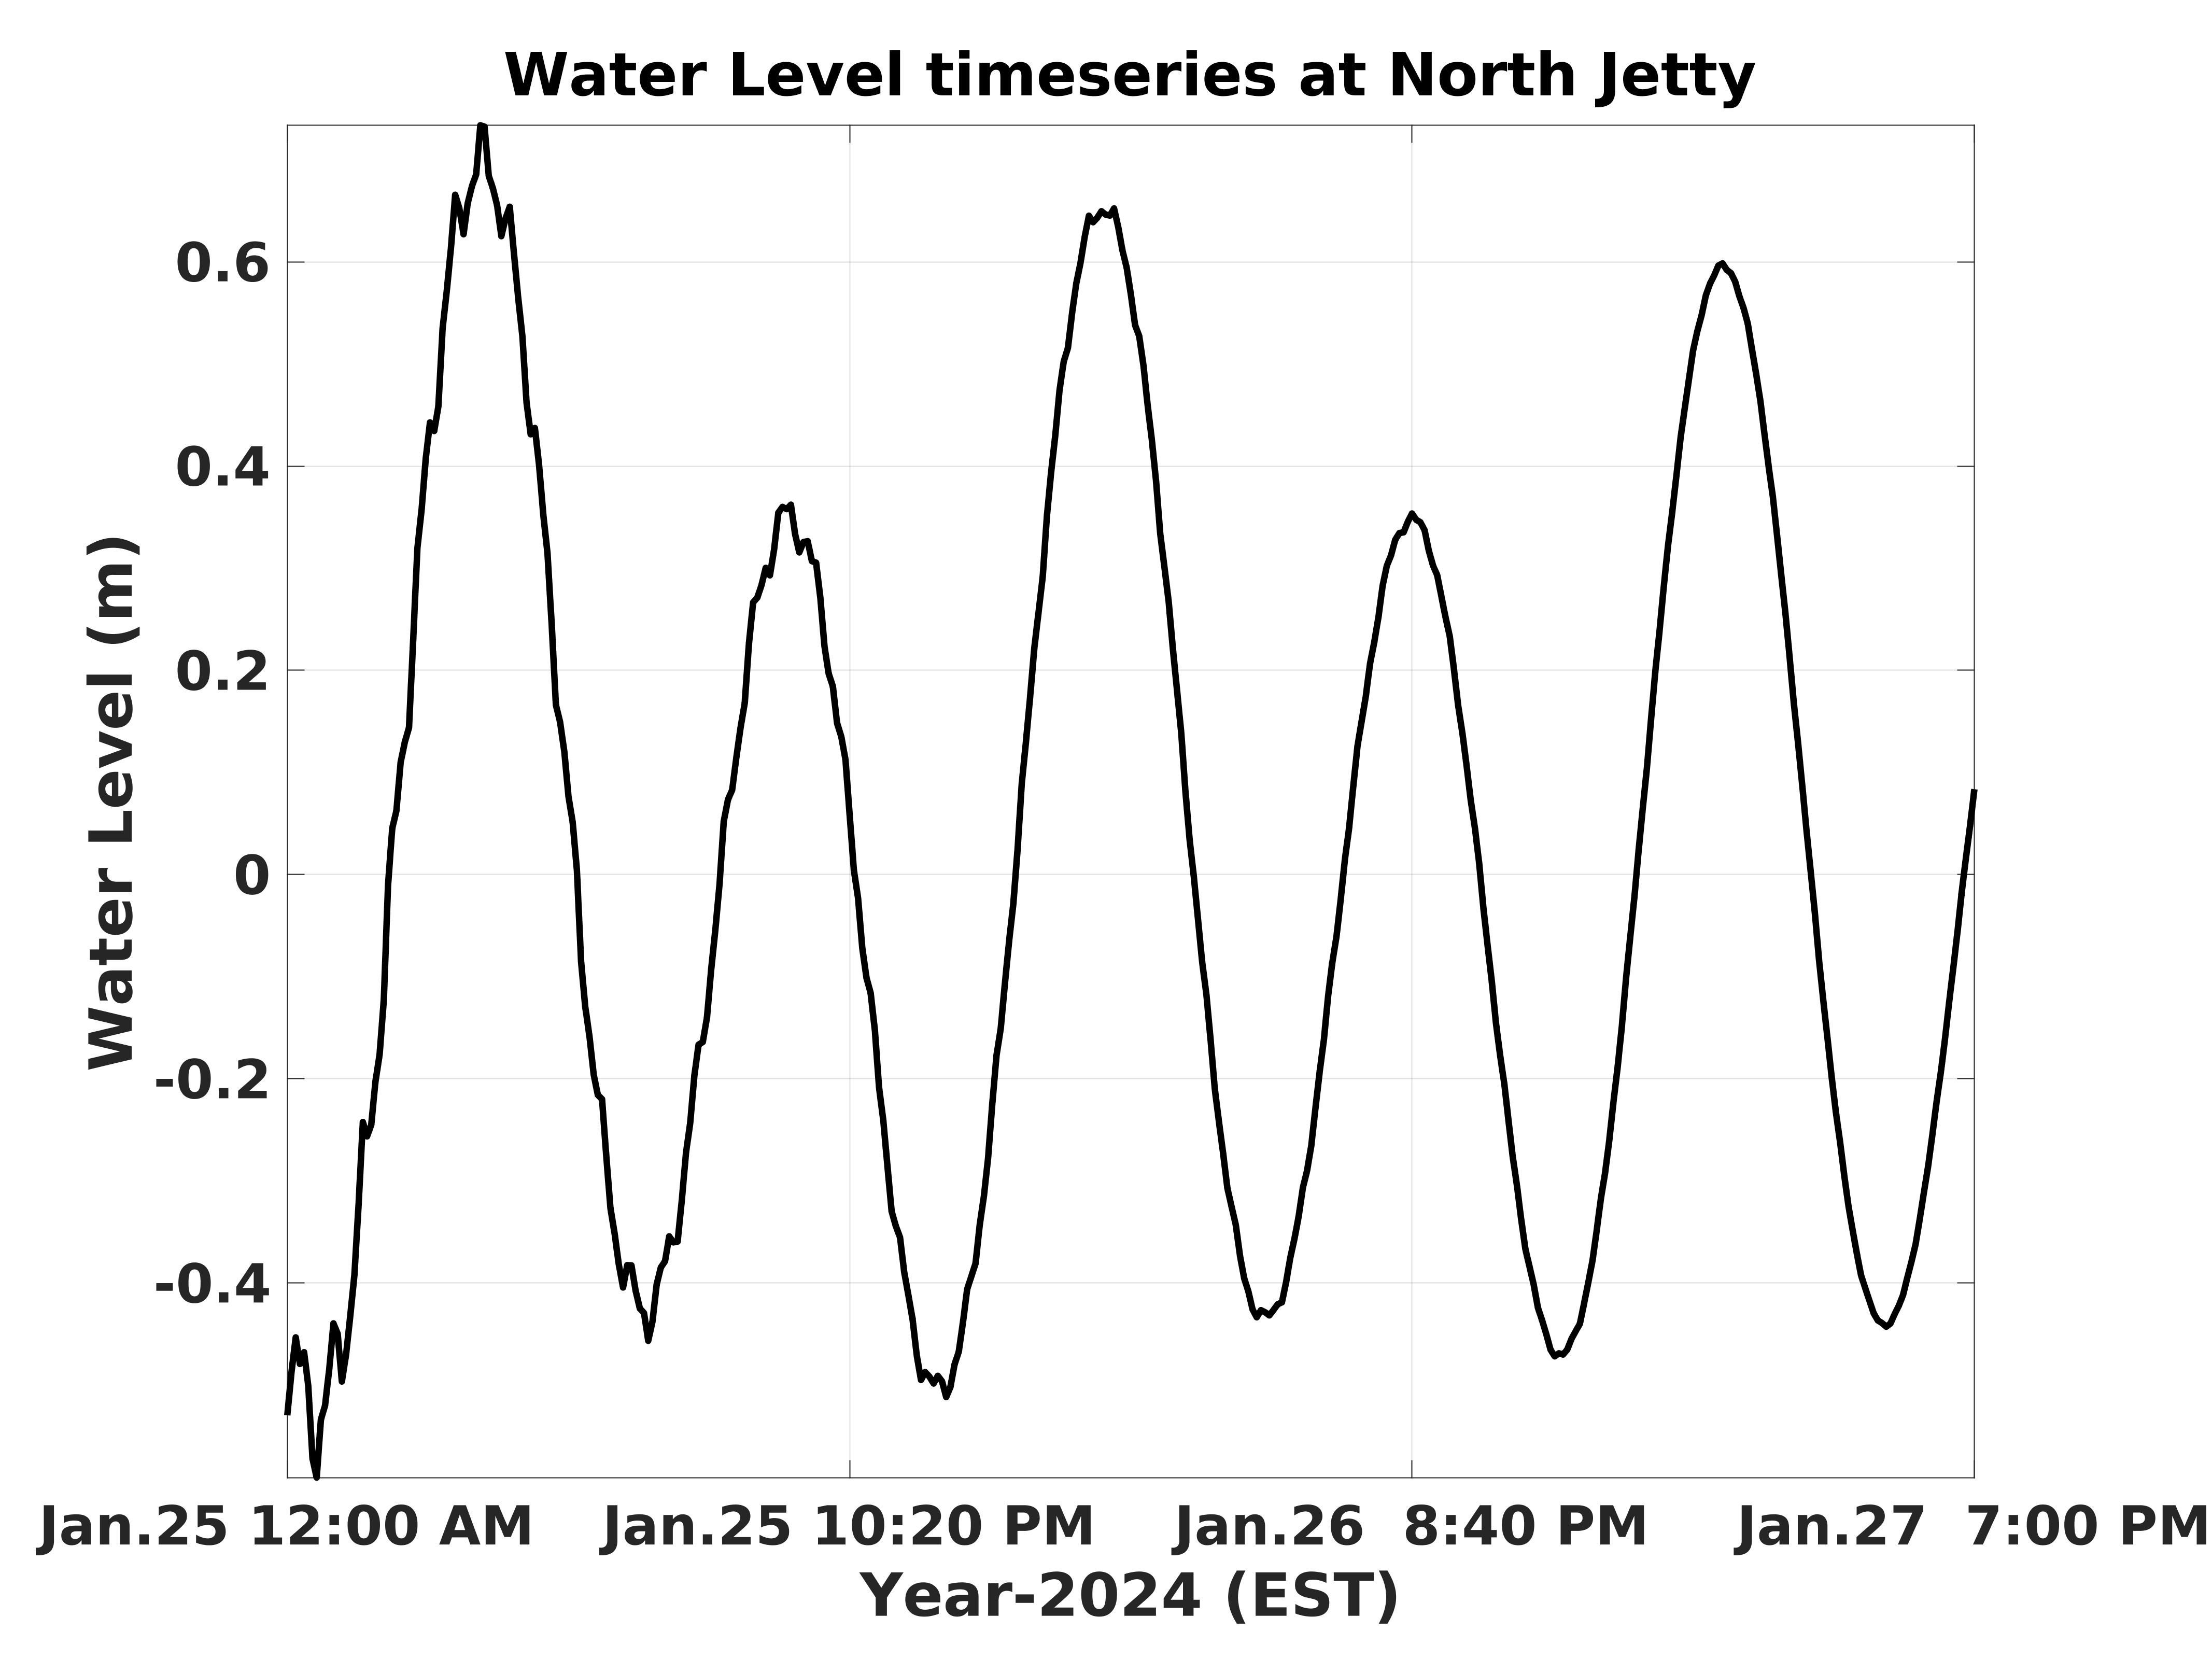 Water Level timeseries at North Jetty
Water Level (m)
0.6
0.4
0.2
0
-0.2
-0.4
Jan.25 12:00 AM Jan.25 10:20 PM Jan.26 8:40 PM Jan.27 7:00 PM
Year-2024 (EST)